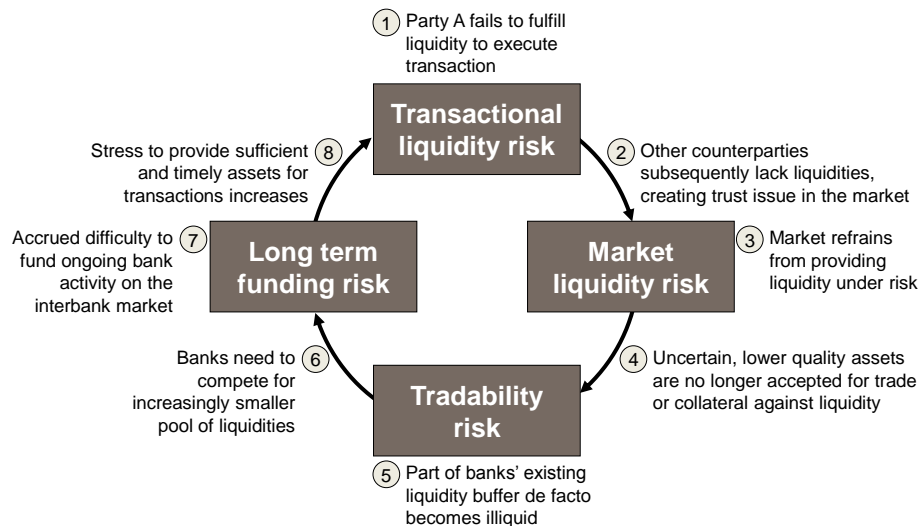 1
Party A fails to fulfill
liquidity to execute
transaction
Transactional
liquidity risk
2
Other counterparties
subsequently lack liquidities,
creating trust issue in the market
Market
liquidity risk
3
Market refrains
from providing
liquidity under risk
4
Uncertain, lower quality assets
are no longer accepted for trade
or collateral against liquidity
Tradability
risk
5
Part of banks’ existing
liquidity buffer de facto
becomes illiquid
6
Banks need to
compete for
increasingly smaller
pool of liquidities
Long term
funding risk
7
Accrued difficulty to
fund ongoing bank
activity on the
interbank market
8
Stress to provide sufficient
and timely assets for
transactions increases